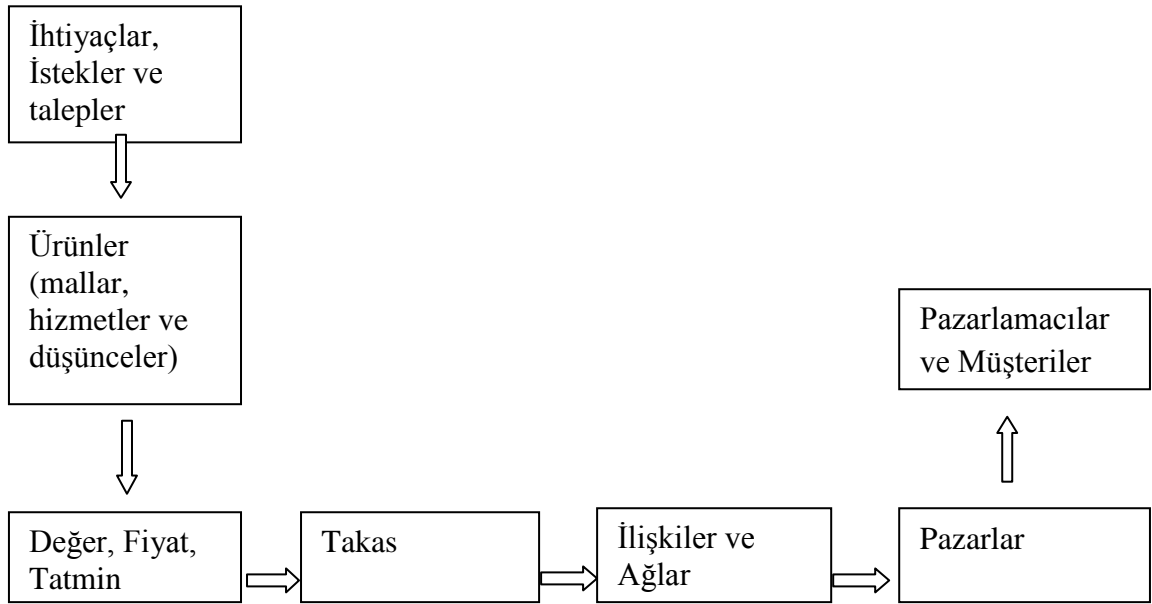 İhtiyaçlar,
İstekler ve
talepler
Ürünler
(mallar,
hizmetler ve
düşünceler)
Değer, Fiyat,
Tatmin
Takas
İlişkiler ve
Ağlar
Pazarlar
Pazarlamacılar
ve Müşteriler